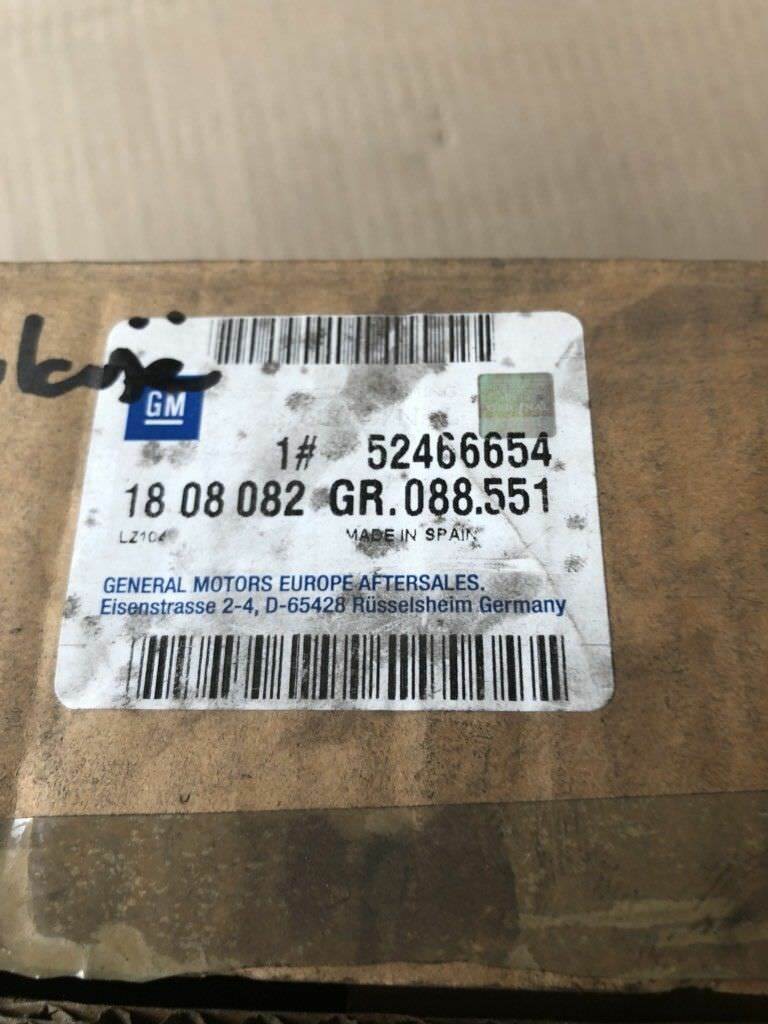 GM
1# 52466654
18 08 082 GR.088.551
MADE IN SPAIN
GENERAL MOTORS EUROPE AFTERSALES.
Eisenstrasse 2-4, D-65428 Rüsselsheim Germany